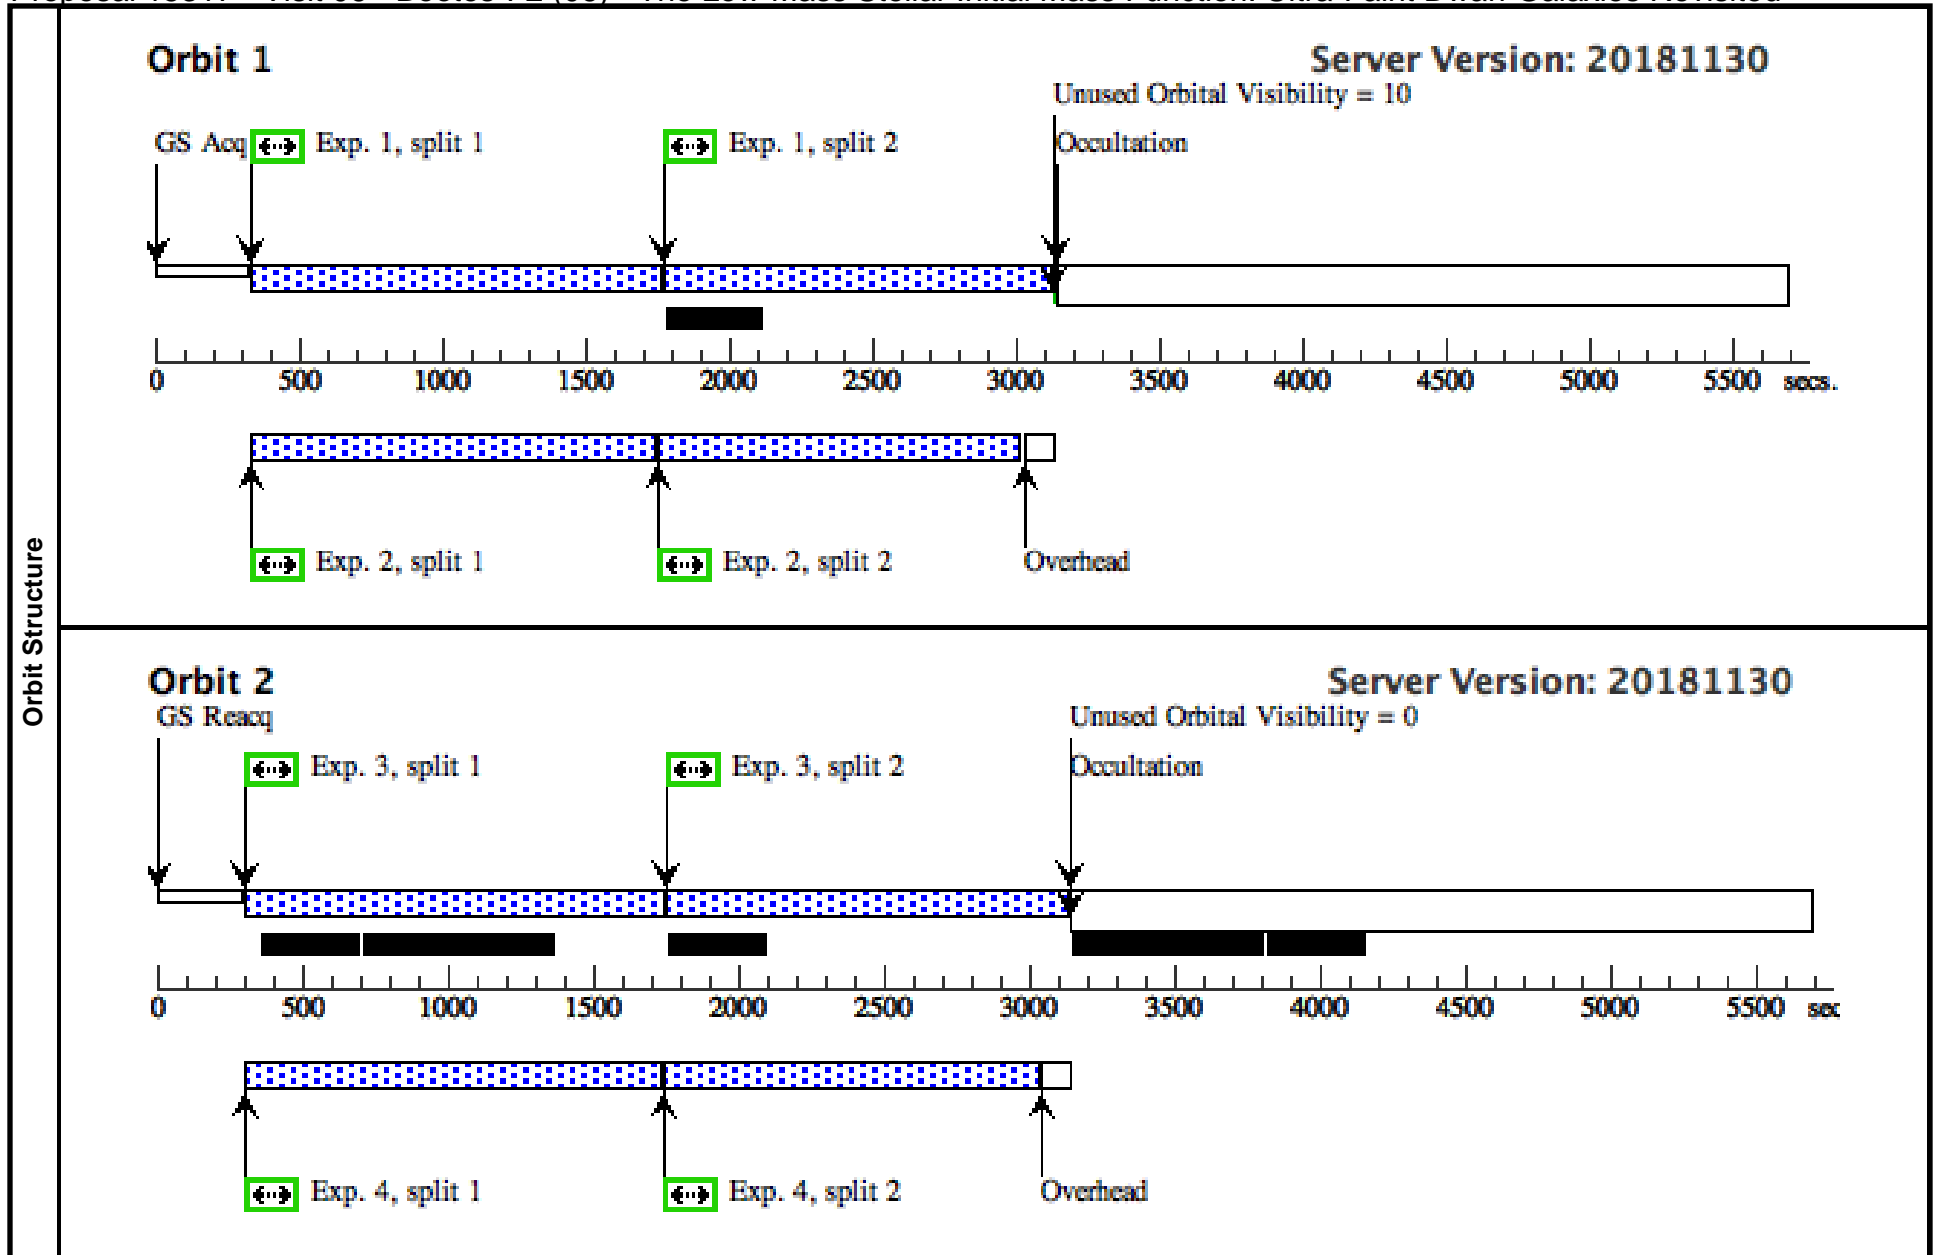 Orbit Structure
Orbit 1
Server Version: 20181130
Unused Orbital Visibility = 10
GS Acq
Exp. 1, split 1
Exp. 1, split 2
Occultation
0 500 1000 1500 2000 2500 3000 3500 4000 4500 5000 5500 secs.
Exp. 2, split 1
Exp. 2, split 2
Overhead
Orbit 2
Server Version: 20181130
GS Reacq
Unused Orbital Visibility = 0
Exp. 3, split 1
Exp. 3, split 2
Occultation
0 500 1000 1500 2000 2500 3000 3500 4000 4500 5000 5500 sec
Exp. 4, split 1
Exp. 4, split 2
Overhead